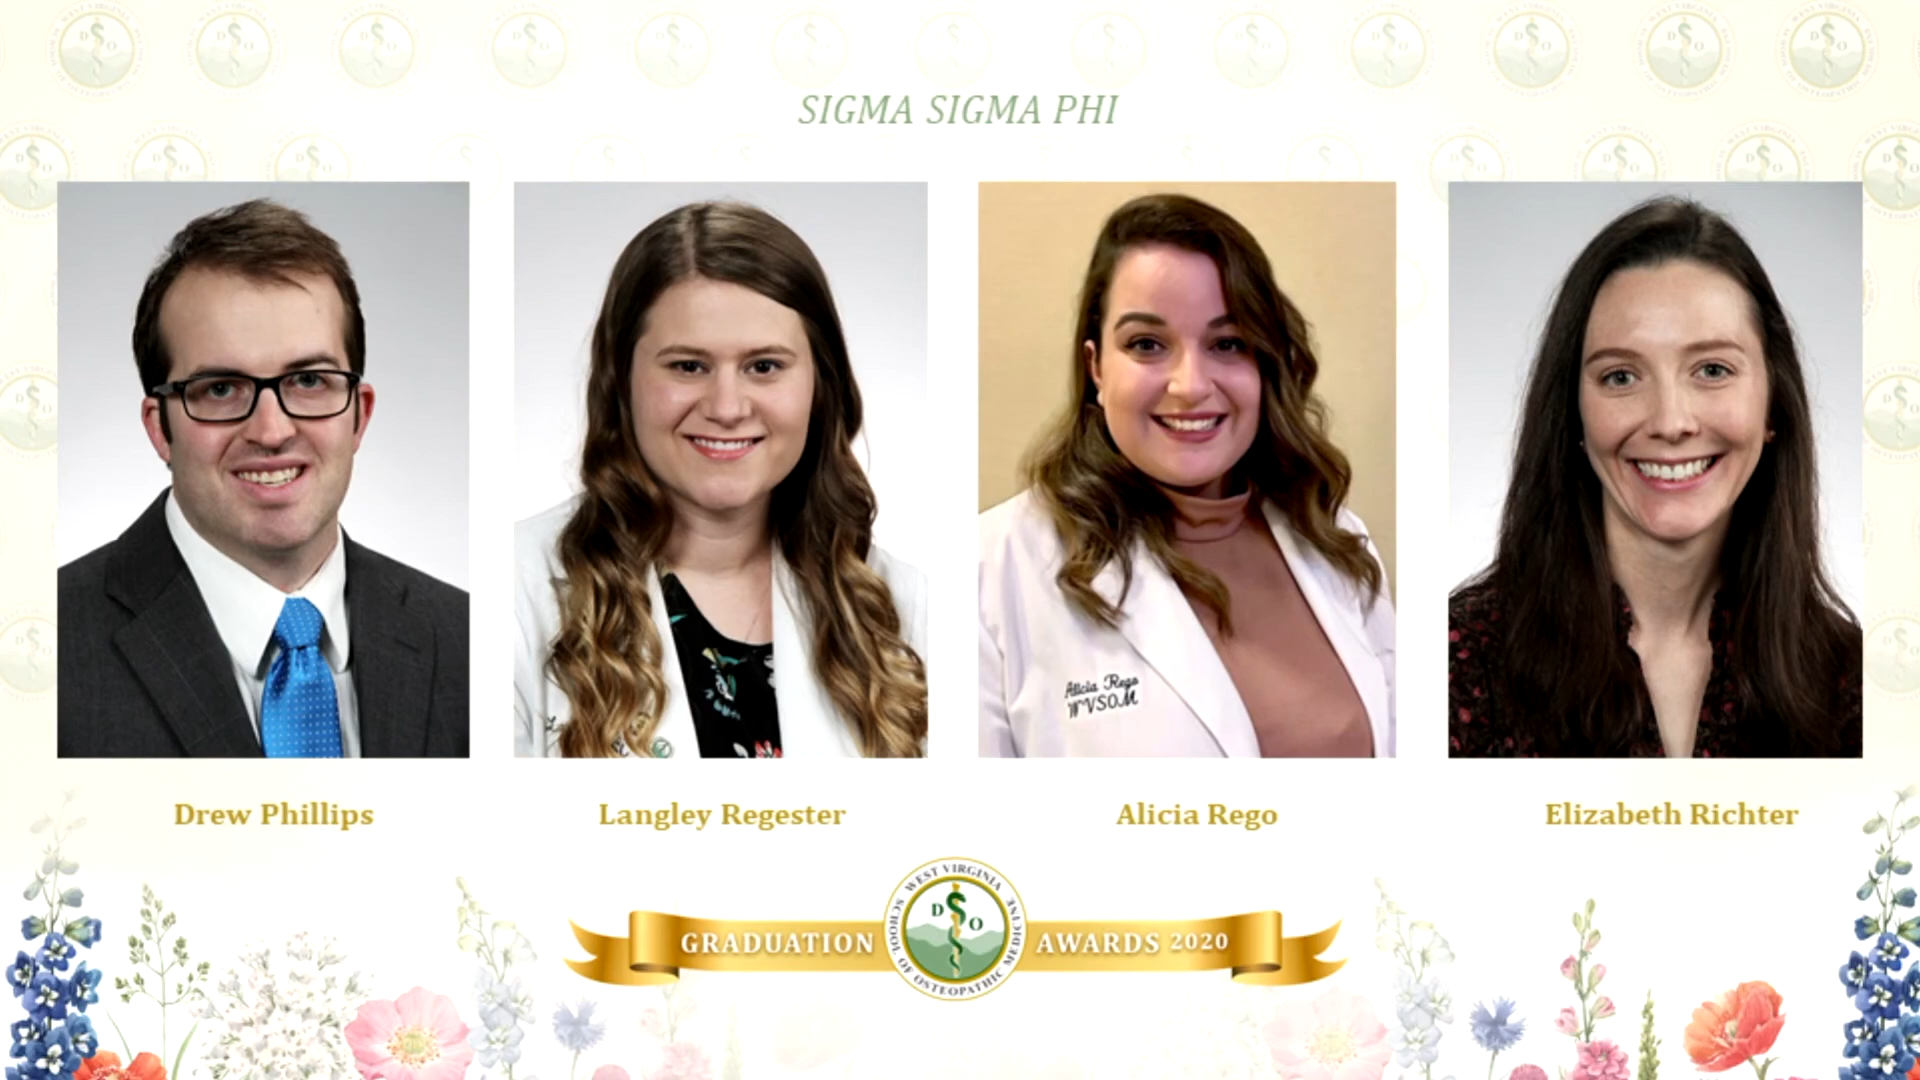 SIGMA SIGMA PHI
Alicia Rego
WVSOM
Drew Phillips
Langley Regester
Alicia Rego
Elizabeth Richter
WEST VIRGINIA
SCHOOL OF OSTEOPATHIC MEDICINE
D O
GRADUATION AWARDS 2020